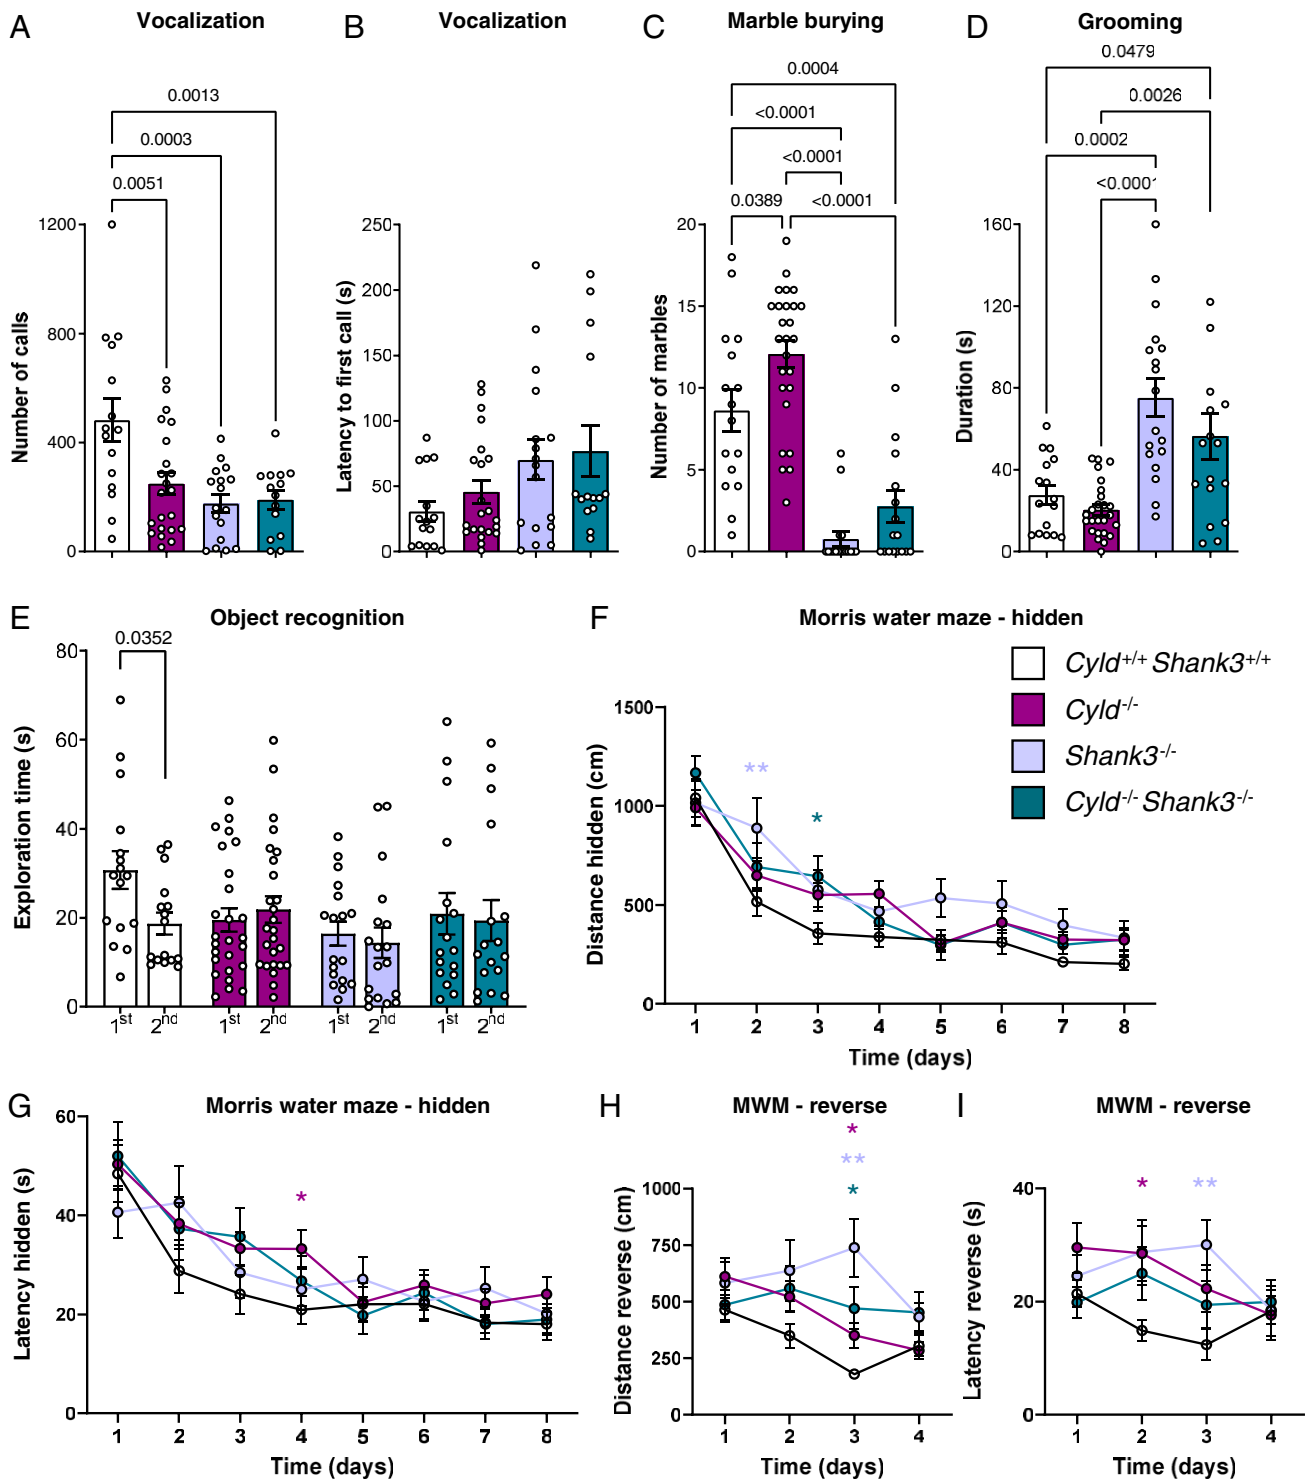 A Vocalization
0.0013
0.0003
0.0051
Number of calls
1200
800
400
0
B Vocalization
Latency to first call (s)
250
200
150
100
50
0
C Marble burying
0.0004
<0.0001
<0.0001
0.0389 <0.0001
Number of marbles
20
15
10
5
0
D Grooming
0.0479
0.0026
0.0002
<0.0001
Duration (s)
160
120
80
40
0
E Object recognition
0.0352
Exploration time (s)
80
60
40
20
0
1st 2nd 1st 2nd 1st 2nd 1st 2nd
F Morris water maze - hidden
Cyld+/+ Shank3+/+
Cyld-/-
Shank3-/-
Cyld-/- Shank3-/-
** *
Distance hidden (cm)
1500
1000
500
0
1 2 3 4 5 6 7 8
Time (days)
G Morris water maze - hidden
*
Latency hidden (s)
60
40
20
0
1 2 3 4 5 6 7 8
Time (days)
H MWM - reverse
*
**
*
Distance reverse (cm)
1000
750
500
250
0
1 2 3 4
Time (days)
I MWM - reverse
* **
Latency reverse (s)
40
20
0
1 2 3 4
Time (days)